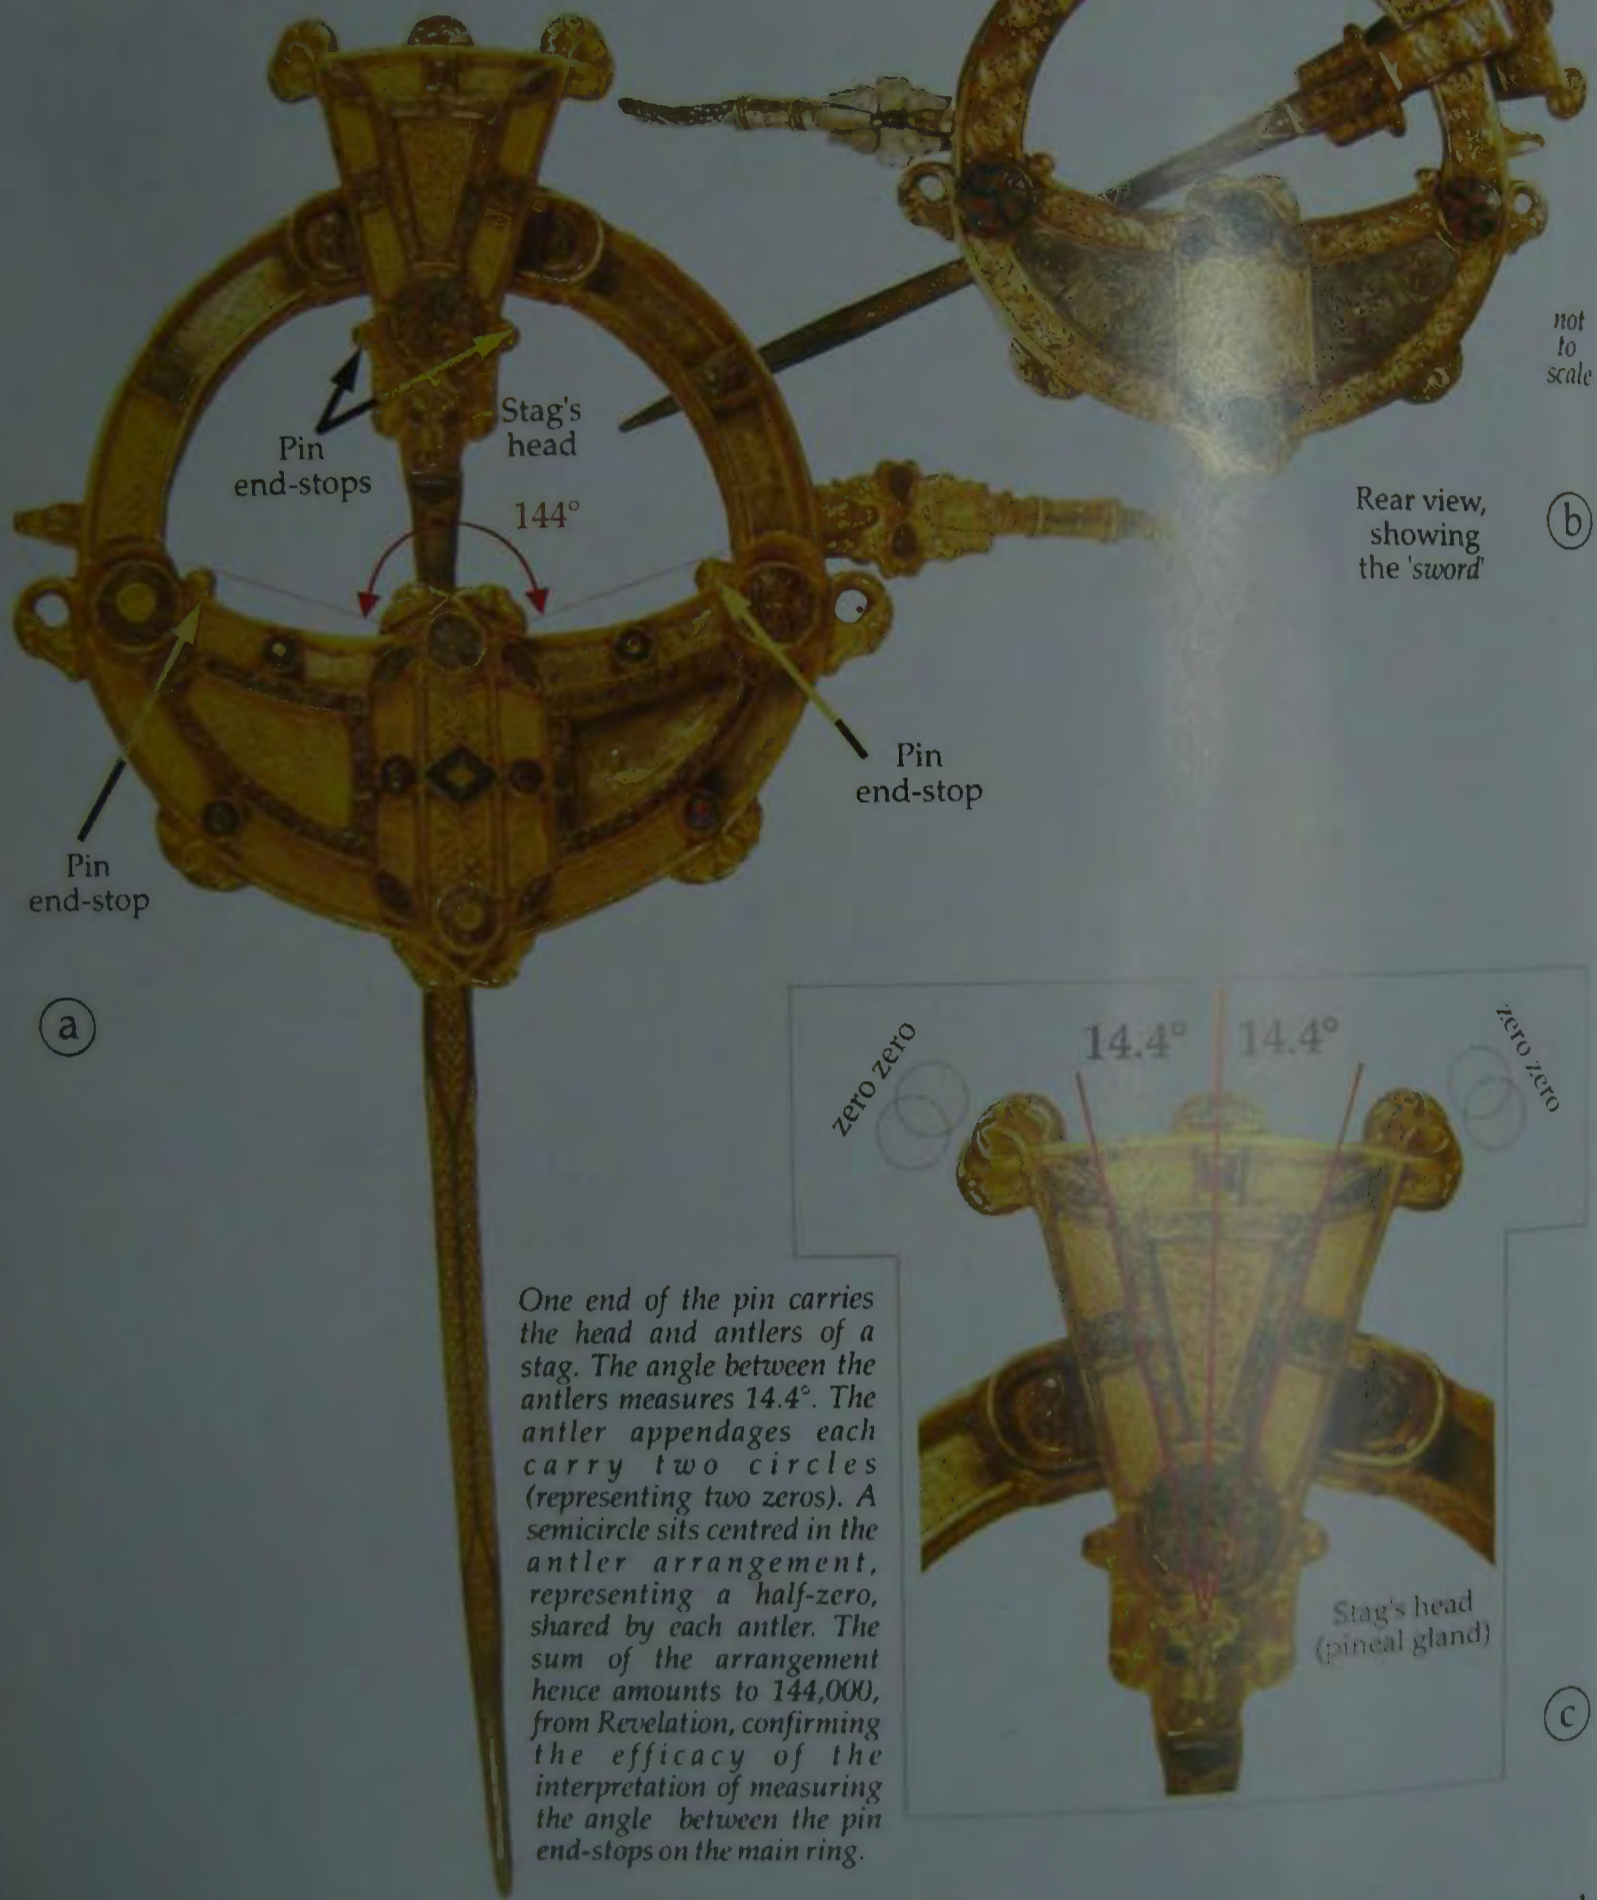 not
to
scale
Pin
end-stops
Stag's
head
144°
Rear view,
showing
the 'sword'
b
Pin
end-stop
Pin
end-stop
a
zero zero
14.4° 14.4°
zero zero
One end of the pin carries
the head and antlers of a
stag. The angle between the
antlers measures 14.4°. The
antler appendages each
carry two circles
(representing two zeros). A
semicircle sits centred in the
antler arrangement,
representing a half-zero,
shared by each antler. The
sum of the arrangement
hence amounts to 144,000,
from Revelation, confirming
the efficacy of the
interpretation of measuring
the angle between the pin
end-stops on the main ring.
Stag's head
(pineal gland)
c